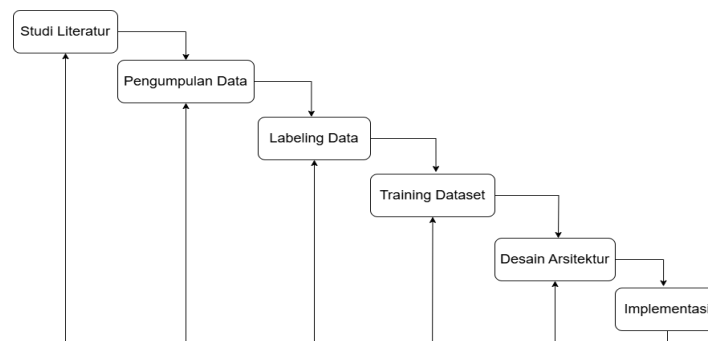 Studi Literatur
Pengumpulan Data
Labeling Data
Training Dataset
Desain Arsitektur
Implementasi